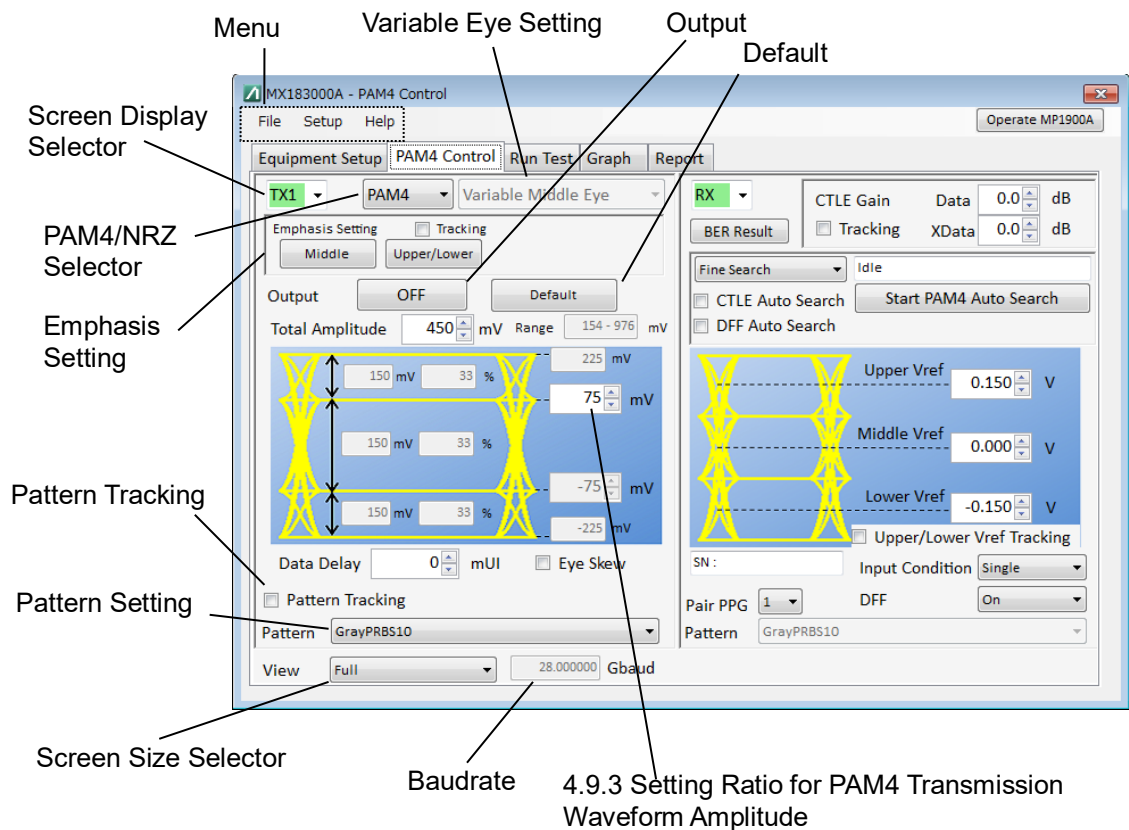 Menu
Variable Eye Setting
Output
Default
Screen Display
Selector
PAM4/NRZ
Selector
Emphasis
Setting
Pattern Tracking
Pattern Setting
Screen Size Selector
Baudrate
4.9.3 Setting Ratio for PAM4 Transmission
Waveform Amplitude
MX183000A - PAM4 Control
File Setup Help
Operate MP1900A
Equipment Setup PAM4 Control Run Test Graph Report
TX1 PAM4 Variable Middle Eye
Emphasis Setting Tracking
Middle Upper/Lower
Output OFF Default
Total Amplitude 450 mV Range 154 - 976 mV
225 mV
150 mV 33 %
75 mV
150 mV 33 %
-75 mV
150 mV 33 %
-225 mV
Data Delay 0 mUI Eye Skew
Pattern Tracking
Pattern GrayPRBS10
View Full 28.000000 Gbaud
RX
CTLE Gain Data 0.0 dB
BER Result Tracking XData 0.0 dB
Fine Search Idle
CTLE Auto Search Start PAM4 Auto Search
DFF Auto Search
Upper Vref 0.150 V
Middle Vref 0.000 V
Lower Vref -0.150 V
Upper/Lower Vref Tracking
SN : Input Condition Single
Pair PPG 1 DFF On
Pattern GrayPRBS10